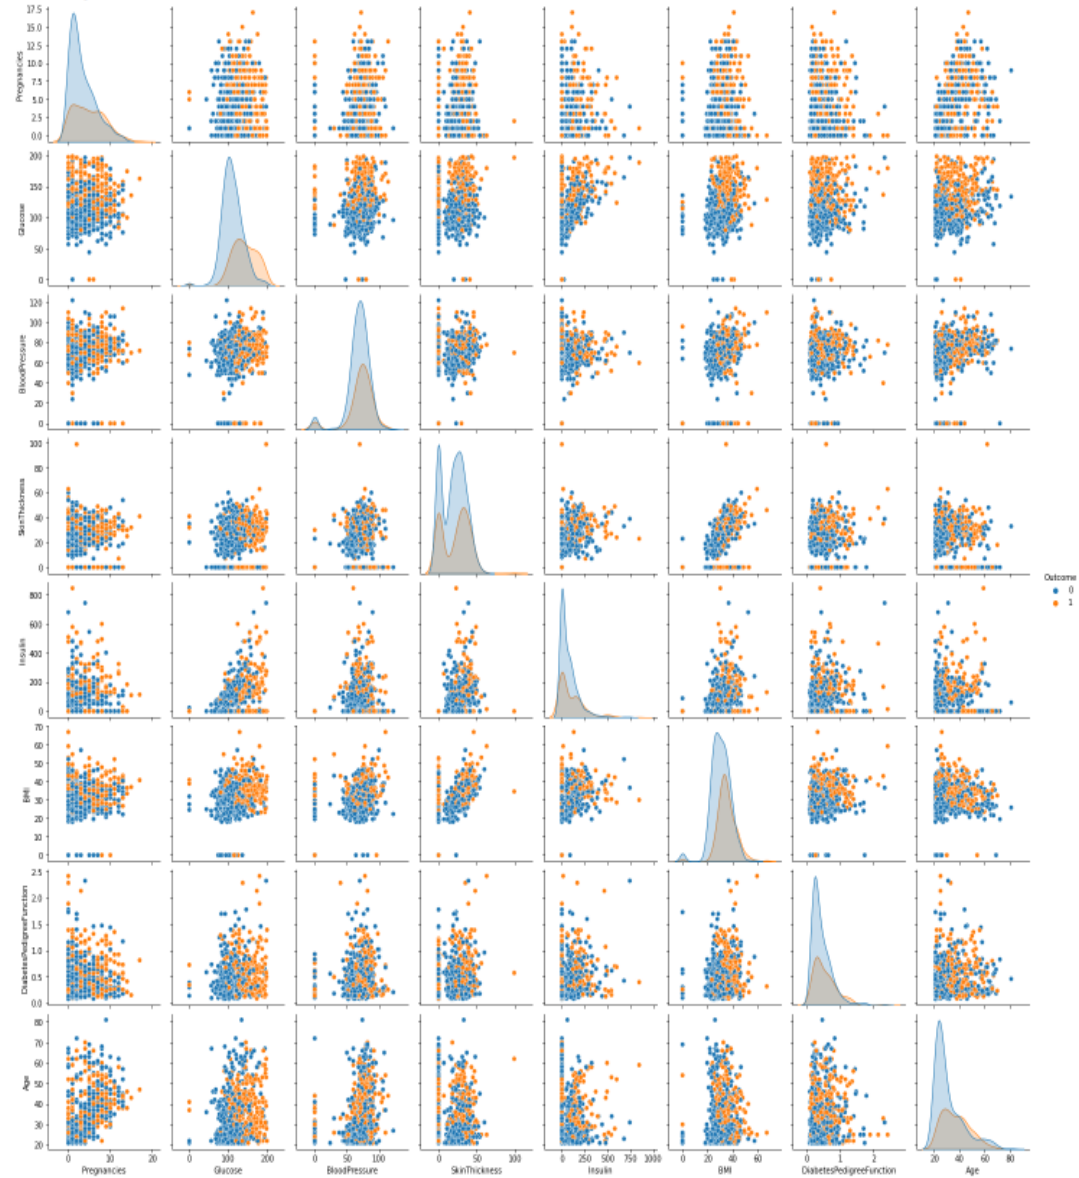 Pregnancies
17.5
15.0
12.5
10.0
7.5
5.0
2.5
0.0
Glucose
200
150
100
50
0
BloodPressure
120
100
80
60
40
20
0
SkinThickness
100
80
60
40
20
0
Insulin
800
600
400
200
0
BMI
70
60
50
40
30
20
10
0
DiabetesPedigreeFunction
2.5
2.0
1.5
1.0
0.5
0.0
Age
80
70
60
50
40
30
20
0 10 20
Pregnancies
0 100 200
Glucose
0 50 100
BloodPressure
0 50 100
SkinThickness
0 250 500 750 1000
Insulin
0 20 40 60
BMI
0 1 2
DiabetesPedigreeFunction
20 40 60 80
Age
Outcome
0
1